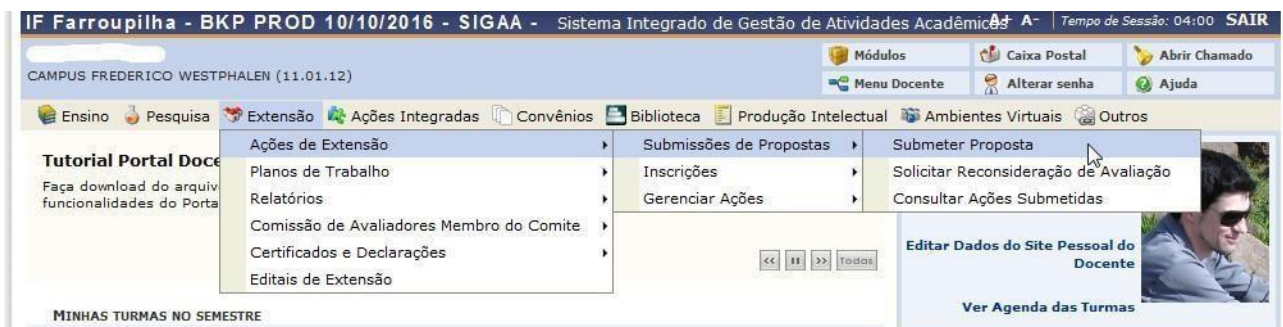 IF Farroupilha - BKP PROD 10/10/2016 - SIGAA - Sistema Integrado de Gestão de Atividades Acadêmicas A+ A- | Tempo de Sessão: 04:00 SAIR
Módulos Caixa Postal Abrir Chamado
CAMPUS FREDERICO WESTPHALEN (11.01.12)
Menu Docente Alterar senha Ajuda
Ensino Pesquisa Extensão Ações Integradas Convênios Biblioteca Produção Intelectual Ambientes Virtuais Outros
Ações de Extensão Submissões de Propostas Submeter Proposta
Tutorial Portal Doce
Planos de Trabalho Inscrições Solicitar Reconsideração de Avaliação
Faça download do arquiv
funcionalidades do Porta
Relatórios Gerenciar Ações Consultar Ações Submetidas
Comissão de Avaliadores Membro do Comite
Certificados e Declarações
Editar Dados do Site Pessoal do
Docente
<< II >> Todas
Editais de Extensão
Ver Agenda das Turmas
MINHAS TURMAS NO SEMESTRE